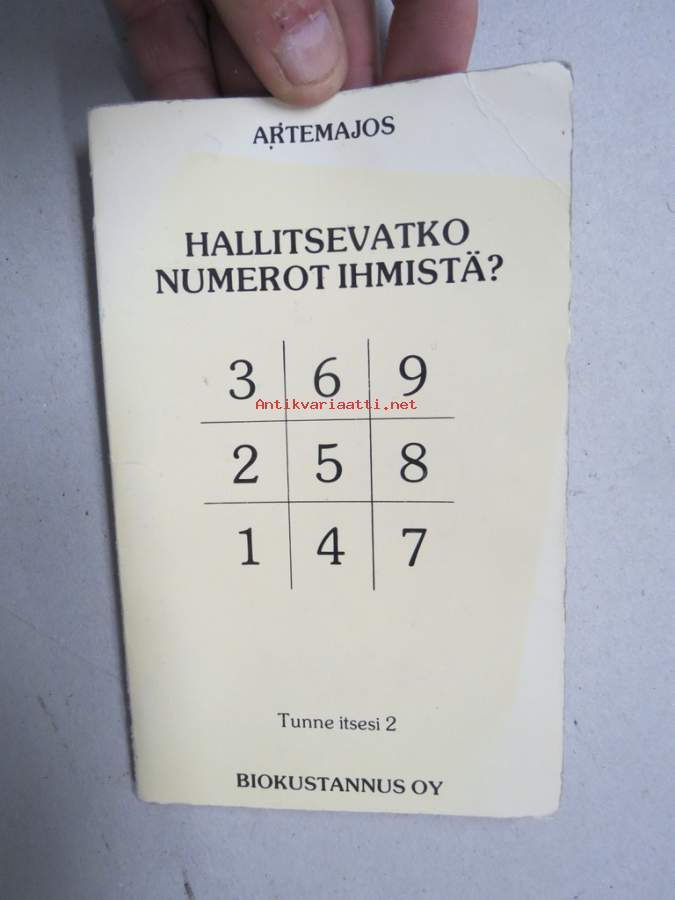 ARTEMAJOS
HALLITSEVATKO
NUMEROT IHMISTÄ?
3 6 9
Antikvariaatti.net
2 5 8
1 4 7
Tunne itsesi 2
BIOKUSTANNUS OY